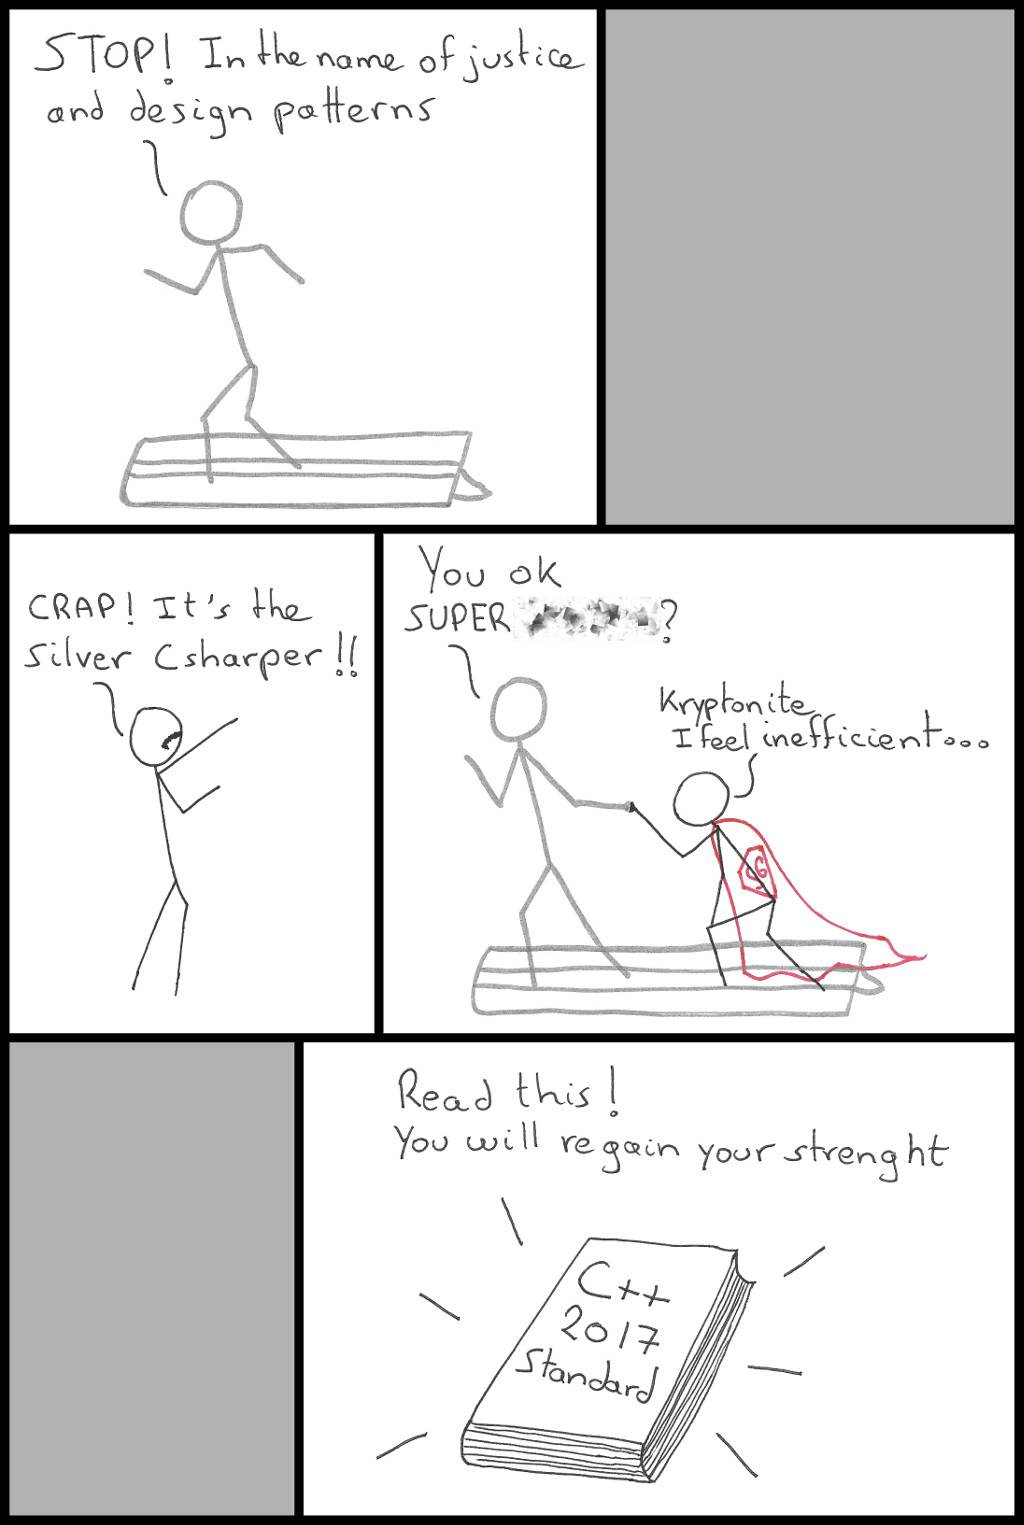 STOP! In the name of justice
and design patterns
CRAP! It's the
Silver Csharper!!
You ok
SUPER ?
Kryptonite
I feel inefficient...
Read this!
You will regain your strenght
C++
2017
Standard